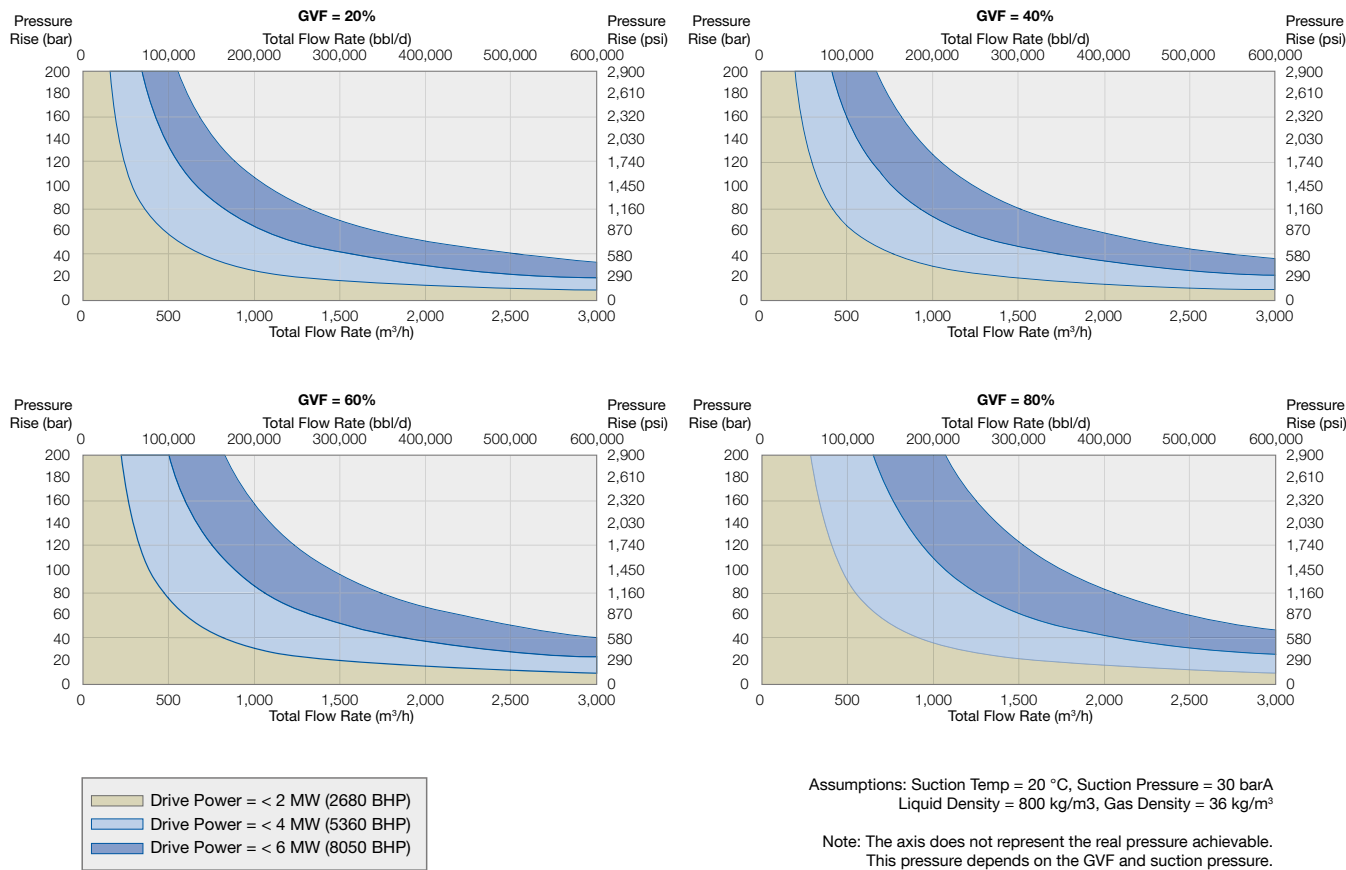 GVF = 20%
Pressure
Rise (bar)
Total Flow Rate (bbl/d)
Pressure
Rise (psi)
0 100,000 200,000 300,000 400,000 500,000 600,000
200 2,900
180 2,610
160 2,320
140 2,030
120 1,740
100 1,450
80 1,160
60 870
40 580
20 290
0 0
0 500 1,000 1,500 2,000 2,500 3,000
Total Flow Rate (m³/h)
GVF = 40%
Pressure
Rise (bar)
Total Flow Rate (bbl/d)
Pressure
Rise (psi)
0 100,000 200,000 300,000 400,000 500,000 600,000
200 2,900
180 2,610
160 2,320
140 2,030
120 1,740
100 1,450
80 1,160
60 870
40 580
20 290
0 0
0 500 1,000 1,500 2,000 2,500 3,000
Total Flow Rate (m³/h)
GVF = 60%
Pressure
Rise (bar)
Total Flow Rate (bbl/d)
Pressure
Rise (psi)
0 100,000 200,000 300,000 400,000 500,000 600,000
200 2,900
180 2,610
160 2,320
140 2,030
120 1,740
100 1,450
80 1,160
60 870
40 580
20 290
0 0
0 500 1,000 1,500 2,000 2,500 3,000
Total Flow Rate (m³/h)
GVF = 80%
Pressure
Rise (bar)
Total Flow Rate (bbl/d)
Pressure
Rise (psi)
0 100,000 200,000 300,000 400,000 500,000 600,000
200 2,900
180 2,610
160 2,320
140 2,030
120 1,740
100 1,450
80 1,160
60 870
40 580
20 290
0 0
0 500 1,000 1,500 2,000 2,500 3,000
Total Flow Rate (m³/h)
Drive Power = < 2 MW (2680 BHP)
Drive Power = < 4 MW (5360 BHP)
Drive Power = < 6 MW (8050 BHP)
Assumptions: Suction Temp = 20 °C, Suction Pressure = 30 barA
Liquid Density = 800 kg/m3, Gas Density = 36 kg/m³
Note: The axis does not represent the real pressure achievable.
This pressure depends on the GVF and suction pressure.